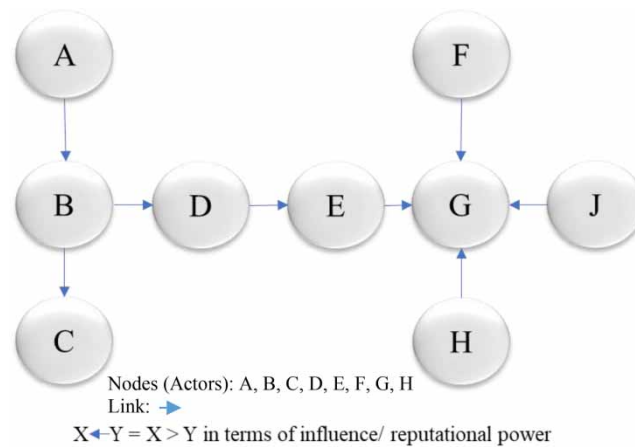 A
F
B
D
E
G
J
C
H
Nodes (Actors): A, B, C, D, E, F, G, H
Link:
X←Y = X > Y in terms of influence/ reputational power